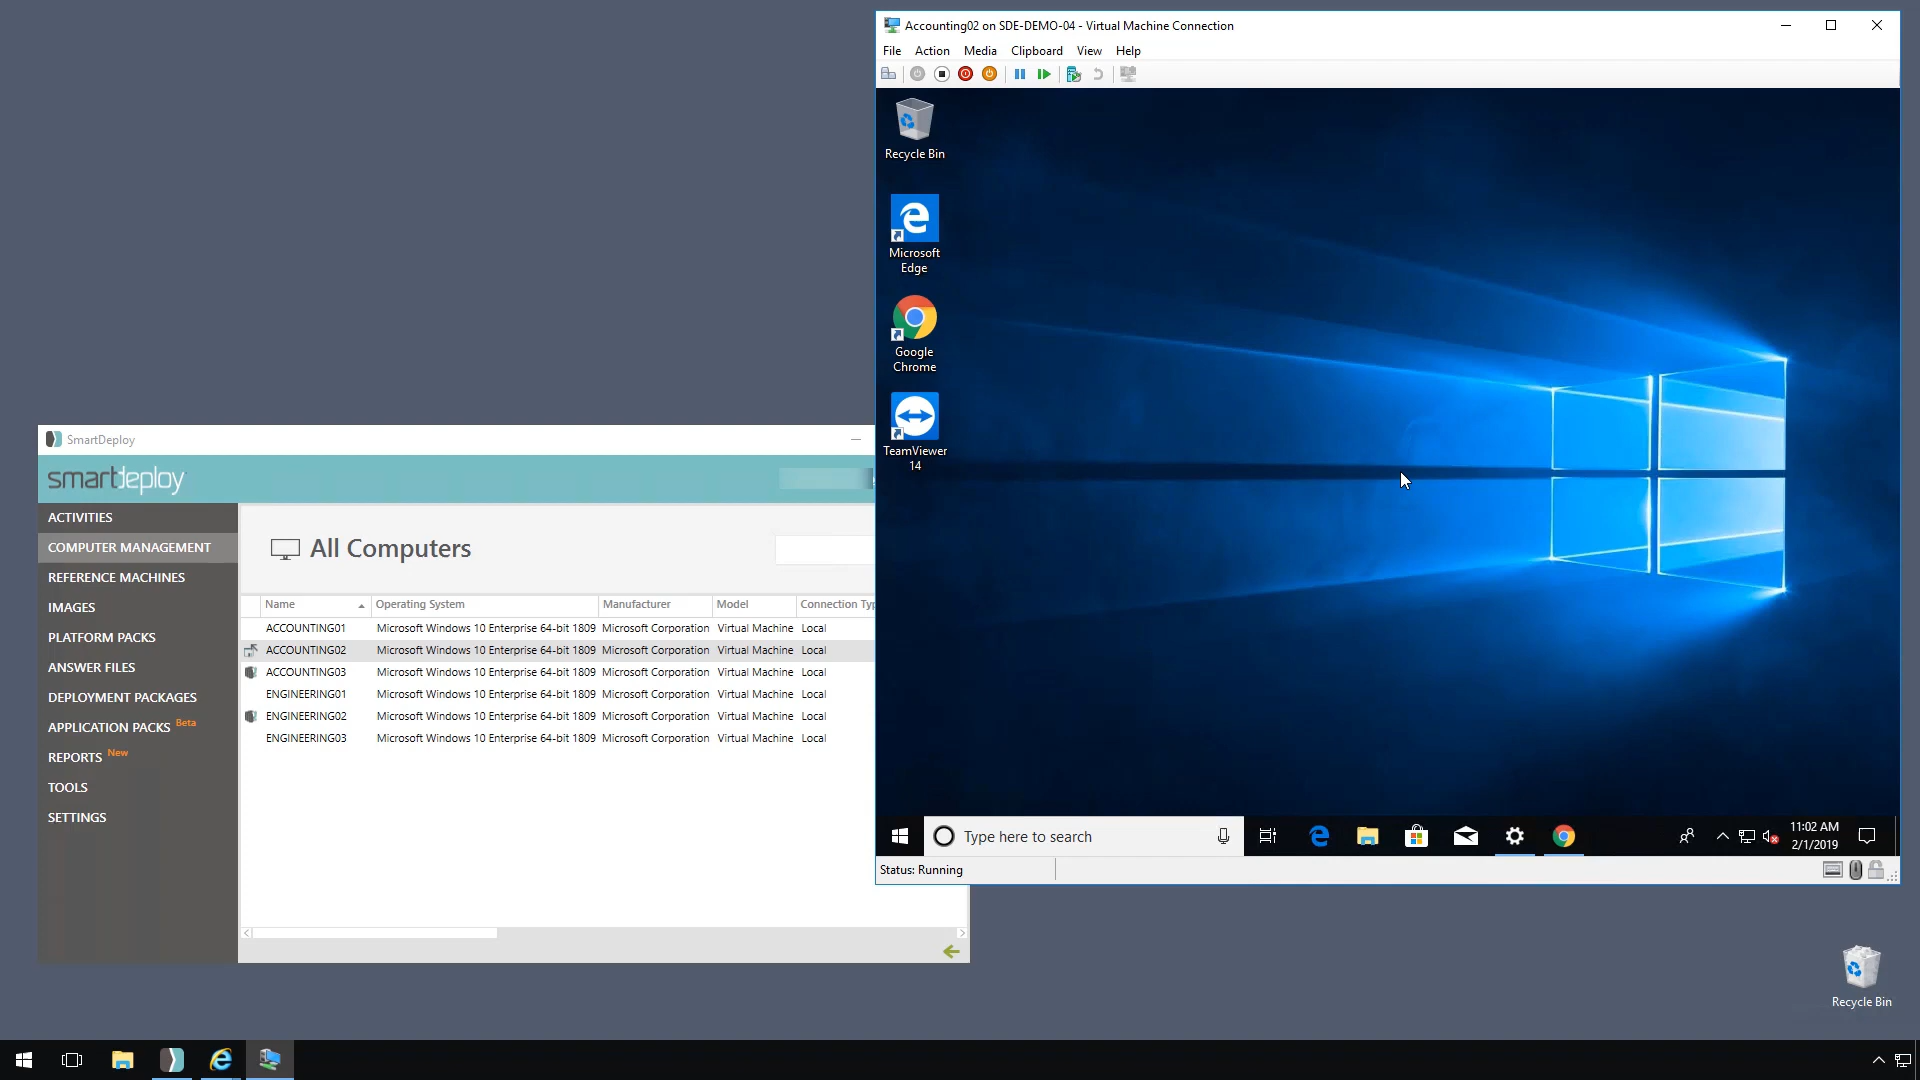 Accounting02 on SDE-DEMO-04 - Virtual Machine Connection
File Action Media Clipboard View Help
Recycle Bin
Microsoft
Edge
Google
Chrome
TeamViewer
14
Type here to search
11:02 AM
2/1/2019
Status: Running
SmartDeploy
smartdeploy
ACTIVITIES
COMPUTER MANAGEMENT
REFERENCE MACHINES
IMAGES
PLATFORM PACKS
ANSWER FILES
DEPLOYMENT PACKAGES
APPLICATION PACKS Beta
REPORTS New
TOOLS
SETTINGS
All Computers
Name Operating System Manufacturer Model Connection Typ
ACCOUNTING01 Microsoft Windows 10 Enterprise 64-bit 1809 Microsoft Corporation Virtual Machine Local
ACCOUNTING02 Microsoft Windows 10 Enterprise 64-bit 1809 Microsoft Corporation Virtual Machine Local
ACCOUNTING03 Microsoft Windows 10 Enterprise 64-bit 1809 Microsoft Corporation Virtual Machine Local
ENGINEERING01 Microsoft Windows 10 Enterprise 64-bit 1809 Microsoft Corporation Virtual Machine Local
ENGINEERING02 Microsoft Windows 10 Enterprise 64-bit 1809 Microsoft Corporation Virtual Machine Local
ENGINEERING03 Microsoft Windows 10 Enterprise 64-bit 1809 Microsoft Corporation Virtual Machine Local
Recycle Bin